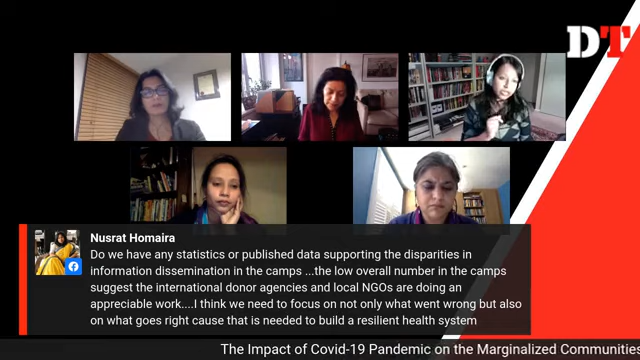 DT
Nusrat Homaira
Do we have any statistics or published data supporting the disparities in
information dissemination in the camps ...the low overall number in the camps
suggest the international donor agencies and local NGOs are doing an
appreciable work....I think we need to focus on not only what went wrong but also
on what goes right cause that is needed to build a resilient health system
The Impact of Covid-19 Pandemic on the Marginalized Communities